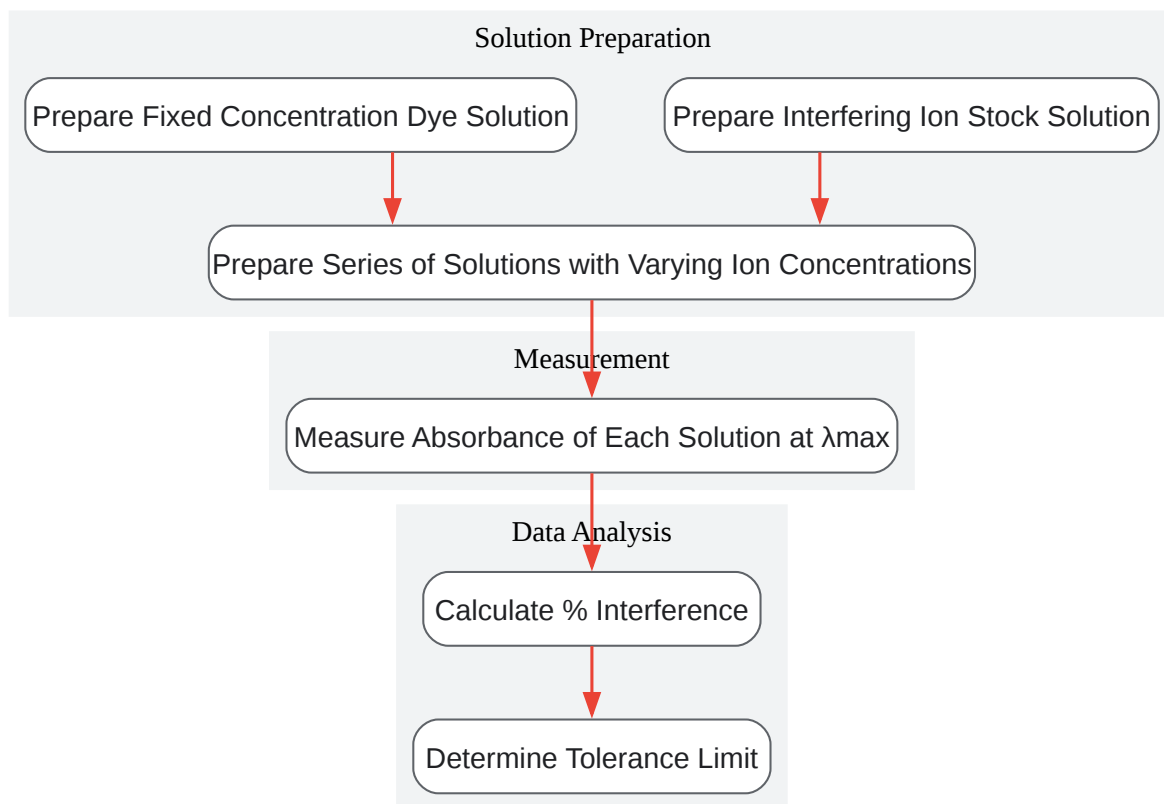 Solution Preparation
Prepare Fixed Concentration Dye Solution
Prepare Interfering Ion Stock Solution
Prepare Series of Solutions with Varying Ion Concentrations
Measurement
Measure Absorbance of Each Solution at λmax
Data Analysis
Calculate % Interference
Determine Tolerance Limit